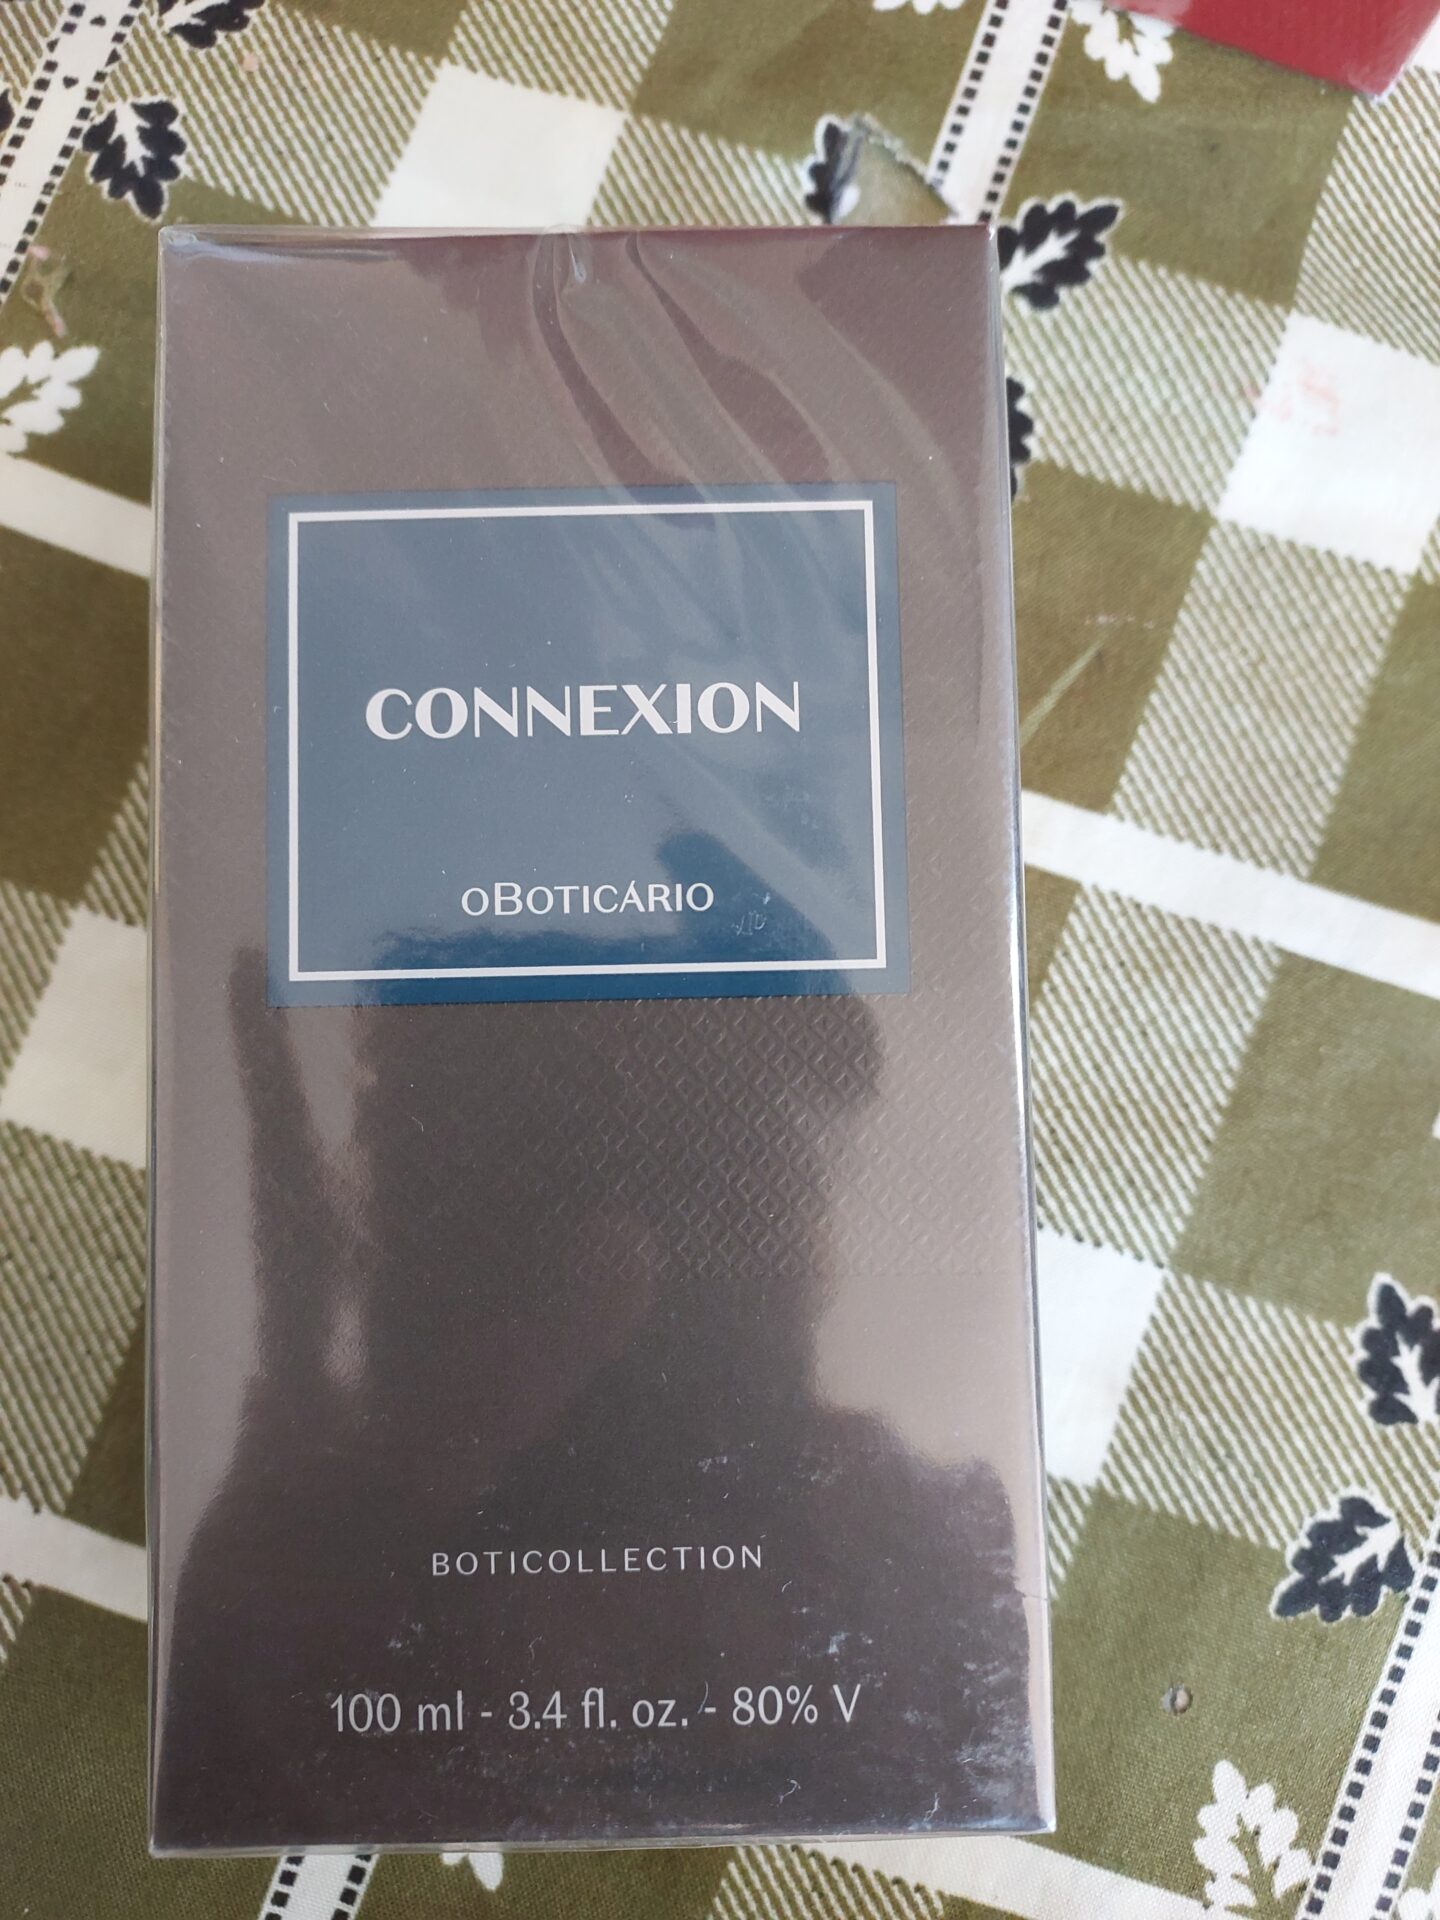 CONNEXION
oBOTICÁRIO
BOTICOLLECTION
100 ml - 3.4 fl. oz. - 80% V